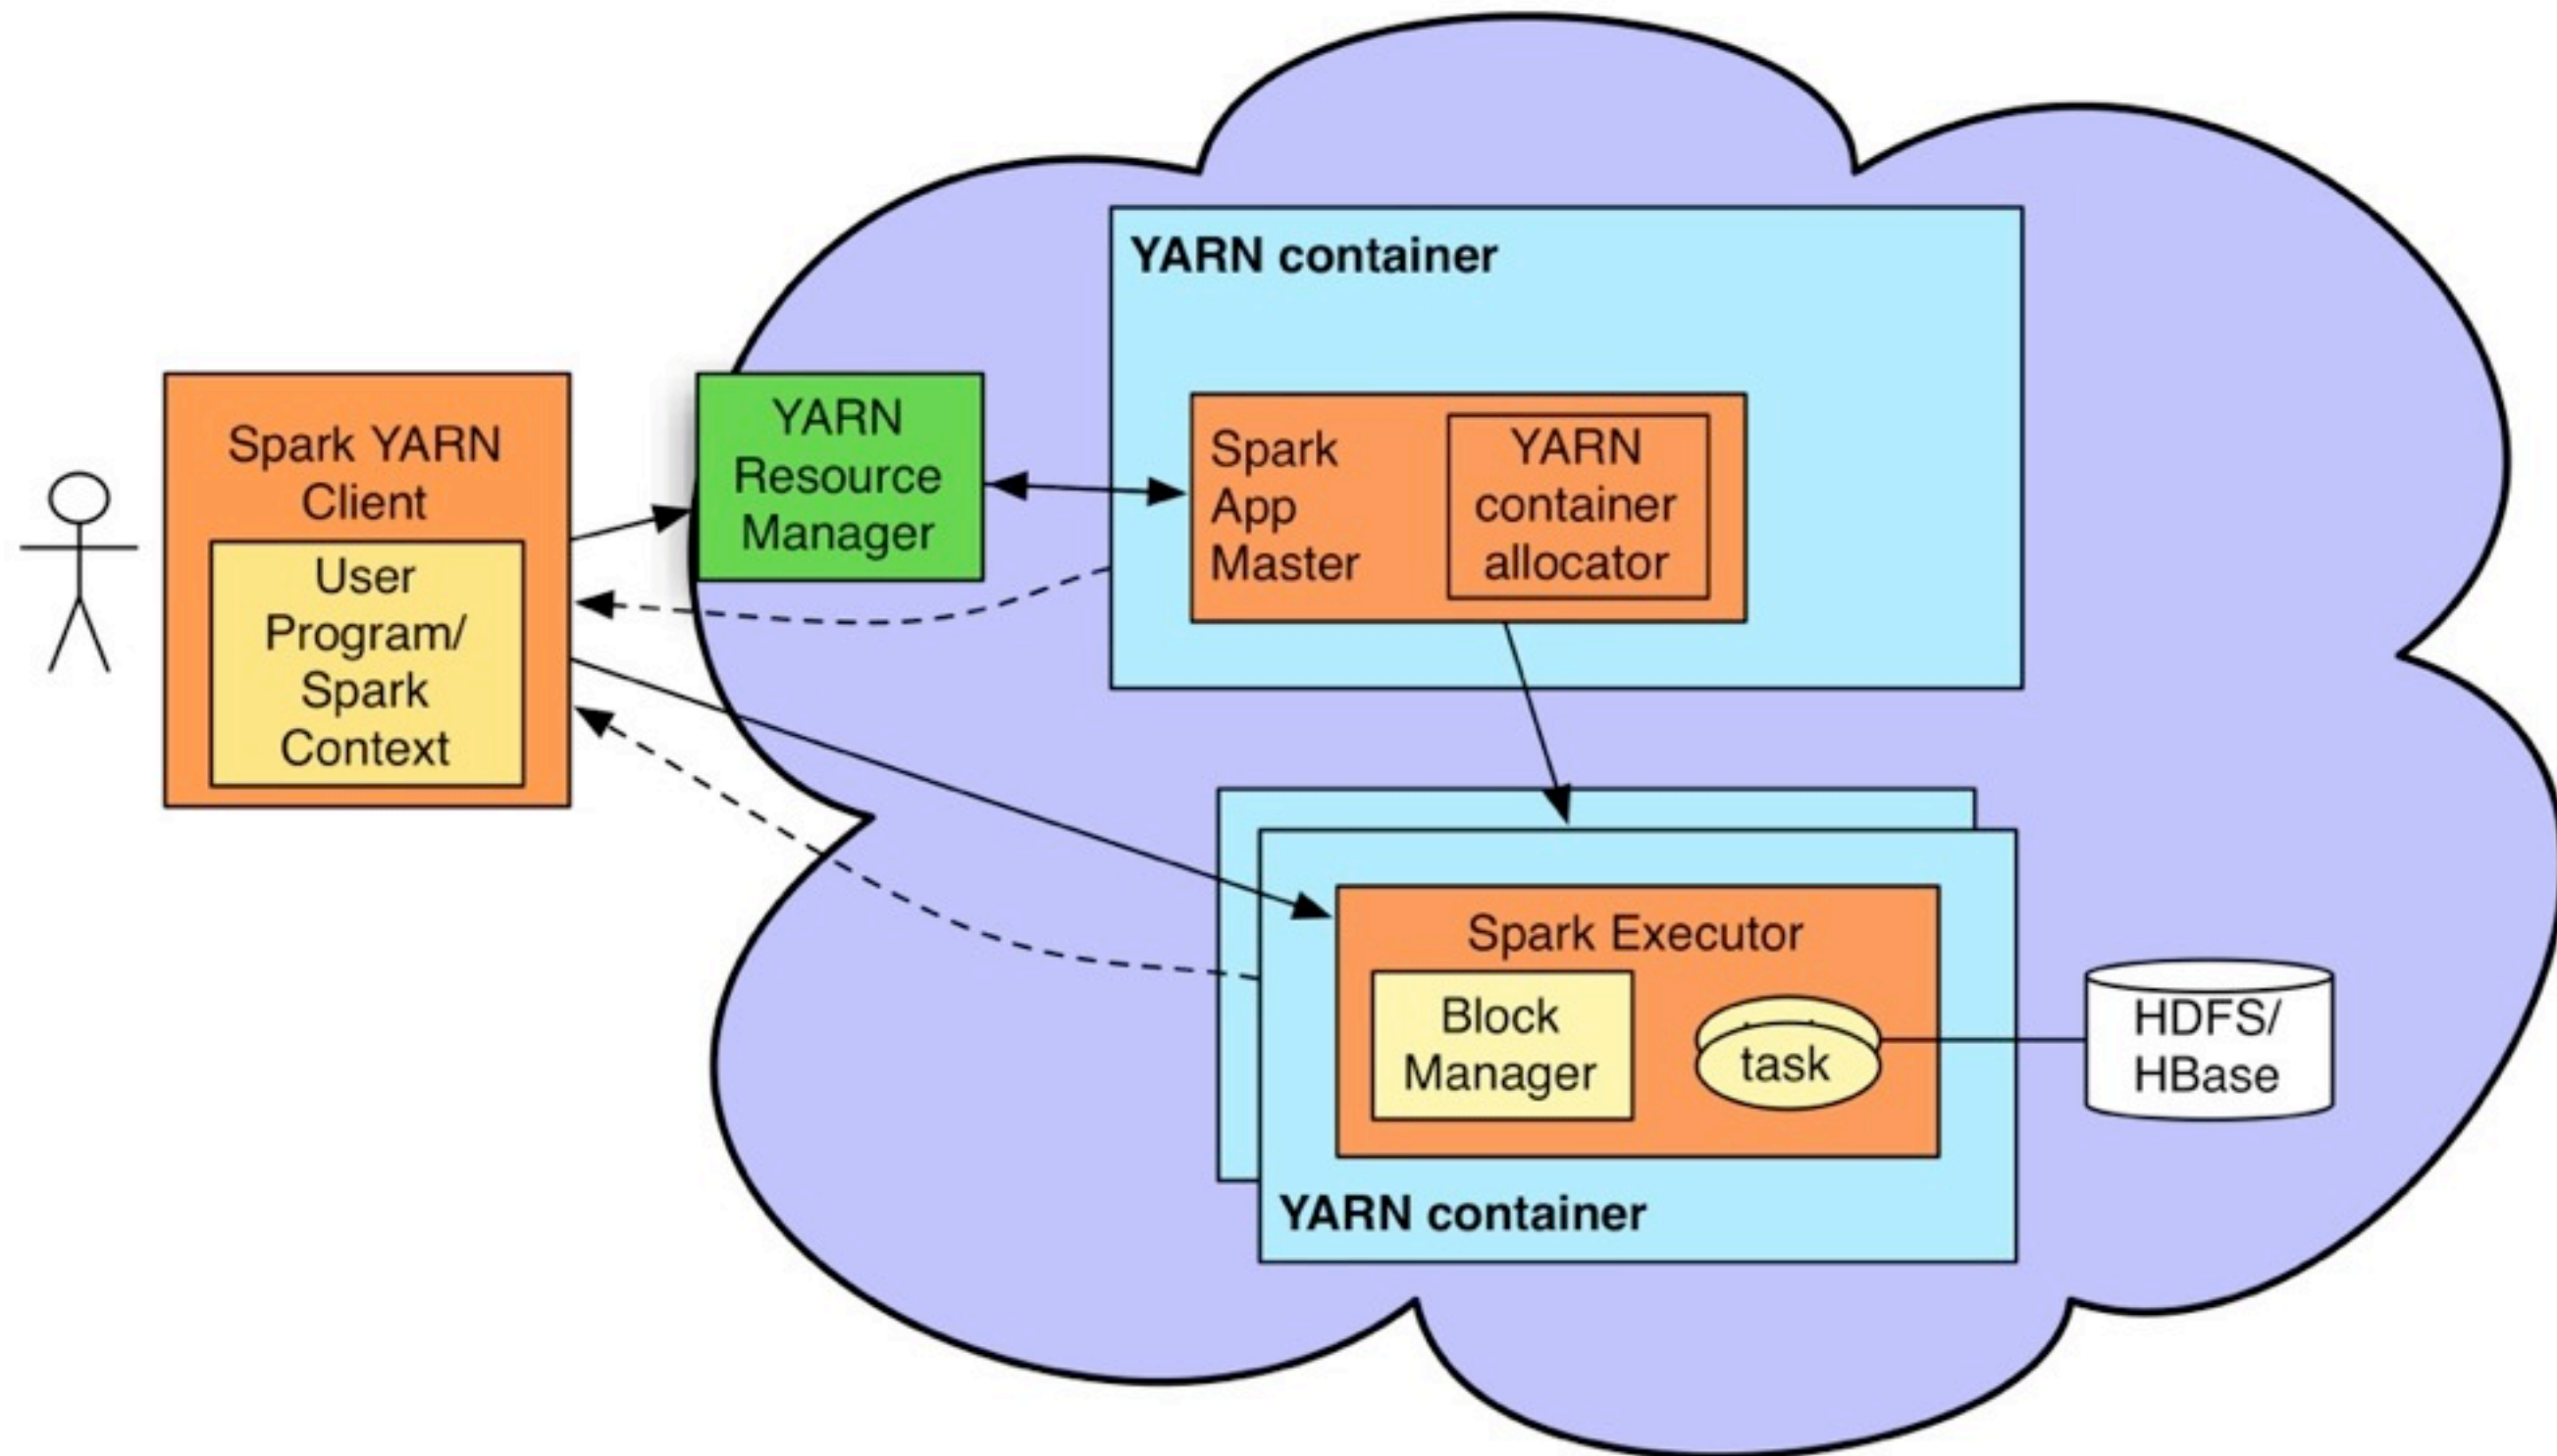 YARN container
Spark YARN
Client
User
Program/
Spark
Context
YARN
Resource
Manager
Spark
App
Master
YARN
container
allocator
Spark Executor
Block
Manager
task
HDFS/
HBase
YARN container